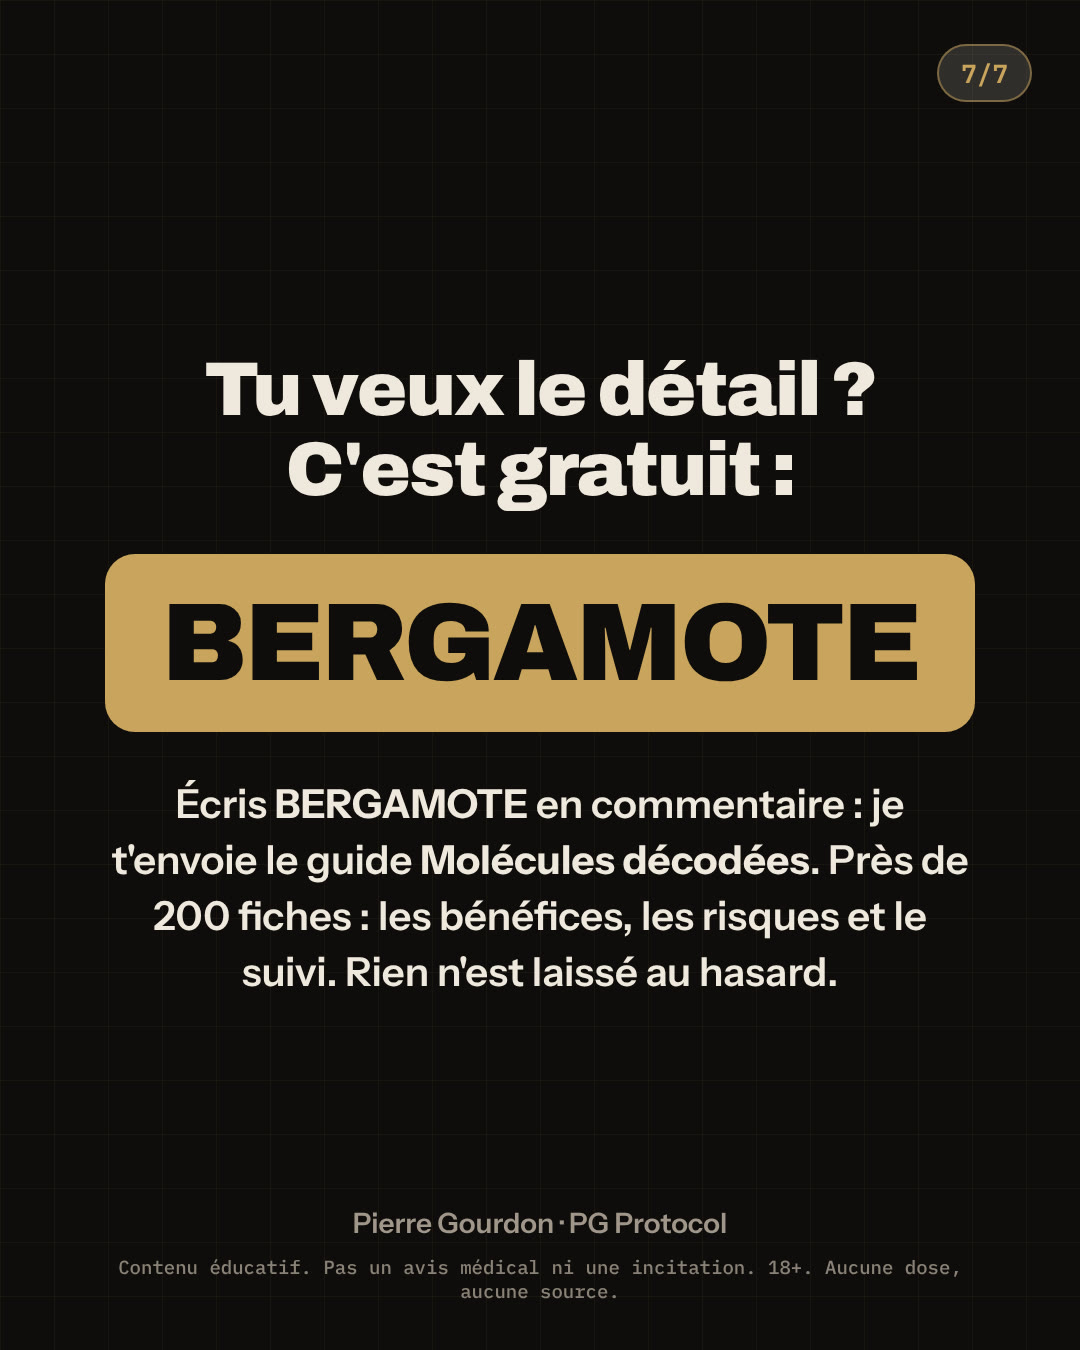 7/7
Tu veux le détail ?
C'est gratuit :
BERGAMOTE
Écris BERGAMOTE en commentaire : je
t'envoie le guide Molécules décodées. Près de
200 fiches : les bénéfices, les risques et le
suivi. Rien n'est laissé au hasard.
Pierre Gourdon · PG Protocol
Contenu éducatif. Pas un avis médical ni une incitation. 18+. Aucune dose,
aucune source.